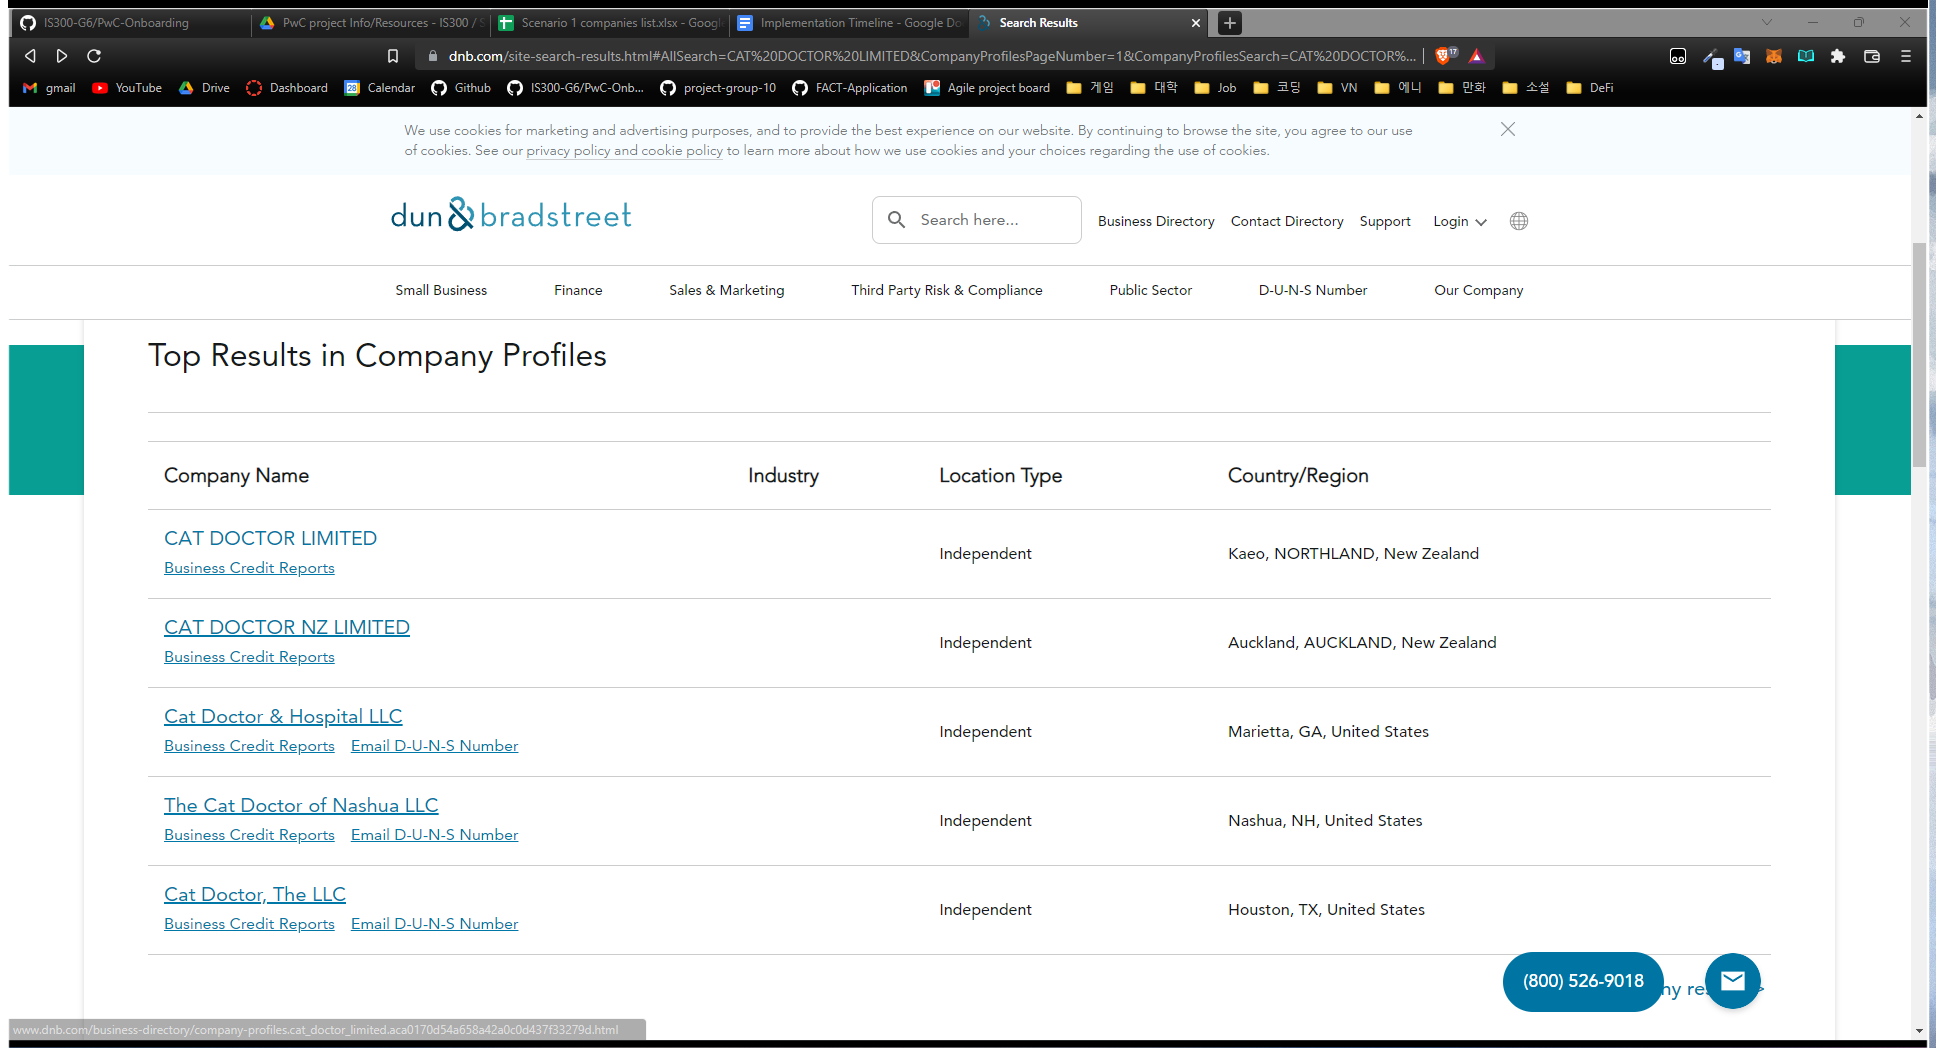 IS300-G6/PwC-Onboarding
PwC project Info/Resources - IS300 / S
Scenario 1 companies list.xlsx - Googl
Implementation Timeline - Google Do
Search Results
dnb.com/site-search-results.html#AllSearch=CAT%20DOCTOR%20LIMITED&CompanyProfilesPageNumber=1&CompanyProfilesSearch=CAT%20DOCTOR%...
17
gmail
YouTube
Drive
Dashboard
28
Calendar
Github
IS300-G6/PwC-Onb...
project-group-10
FACT-Application
Agile project board
게임
대학
Job
코딩
VN
에니
만화
소설
DeFi
We use cookies for marketing and advertising purposes, and to provide the best experience on our website. By continuing to browse the site, you agree to our use
of cookies. See our privacy policy and cookie policy to learn more about how we use cookies and your choices regarding the use of cookies.
dun & bradstreet
Search here...
Business Directory
Contact Directory
Support
Login
Small Business
Finance
Sales & Marketing
Third Party Risk & Compliance
Public Sector
D-U-N-S Number
Our Company
Top Results in Company Profiles
Company Name
Industry
Location Type
Country/Region
CAT DOCTOR LIMITED
Business Credit Reports
Independent
Kaeo, NORTHLAND, New Zealand
CAT DOCTOR NZ LIMITED
Business Credit Reports
Independent
Auckland, AUCKLAND, New Zealand
Cat Doctor & Hospital LLC
Business Credit Reports Email D-U-N-S Number
Independent
Marietta, GA, United States
The Cat Doctor of Nashua LLC
Business Credit Reports Email D-U-N-S Number
Independent
Nashua, NH, United States
Cat Doctor, The LLC
Business Credit Reports Email D-U-N-S Number
Independent
Houston, TX, United States
(800) 526-9018
www.dnb.com/business-directory/company-profiles.cat_doctor_limited.aca0170d54a658a42a0c0d437f33279d.html